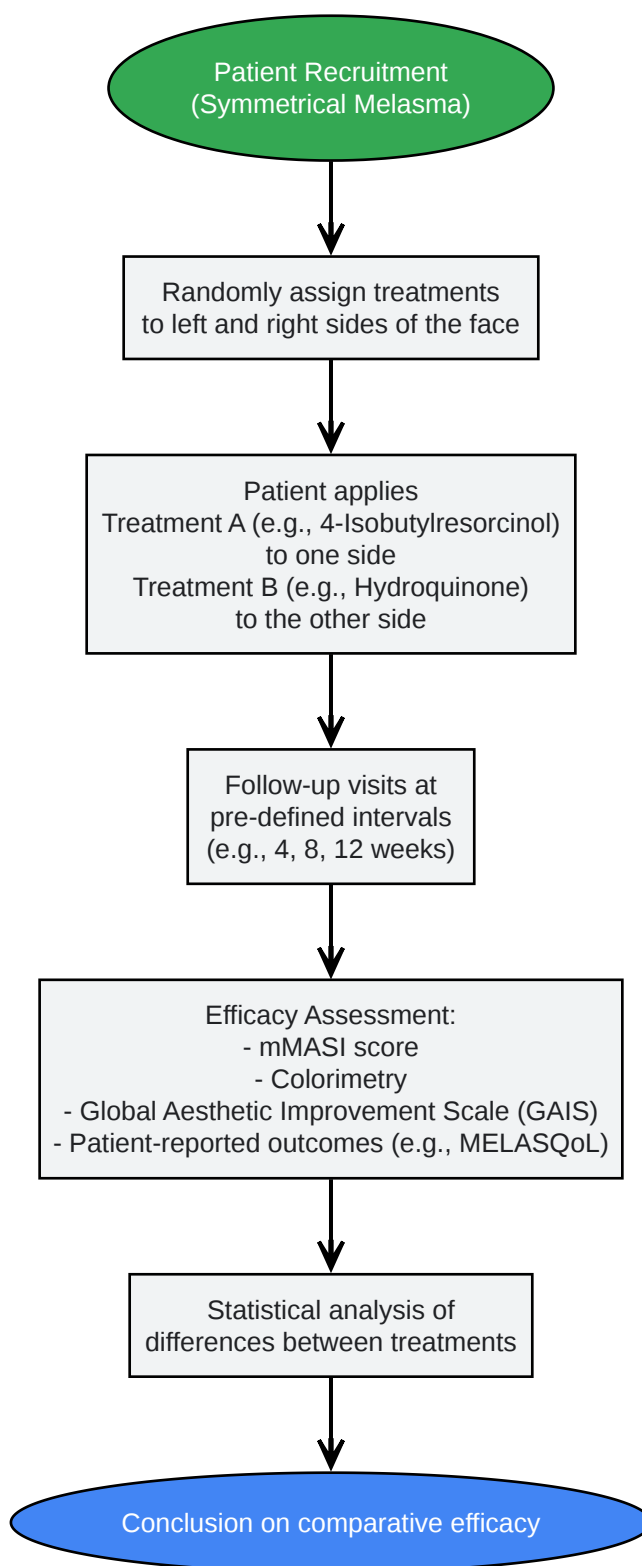 Patient Recruitment
(Symmetrical Melasma)
Randomly assign treatments
to left and right sides of the face
Patient applies
Treatment A (e.g., 4-Isobutylresorcinol)
to one side
Treatment B (e.g., Hydroquinone)
to the other side
Follow-up visits at
pre-defined intervals
(e.g., 4, 8, 12 weeks)
Efficacy Assessment:
- mMASI score
- Colorimetry
- Global Aesthetic Improvement Scale (GAIS)
- Patient-reported outcomes (e.g., MELASQoL)
Statistical analysis of
differences between treatments
Conclusion on comparative efficacy